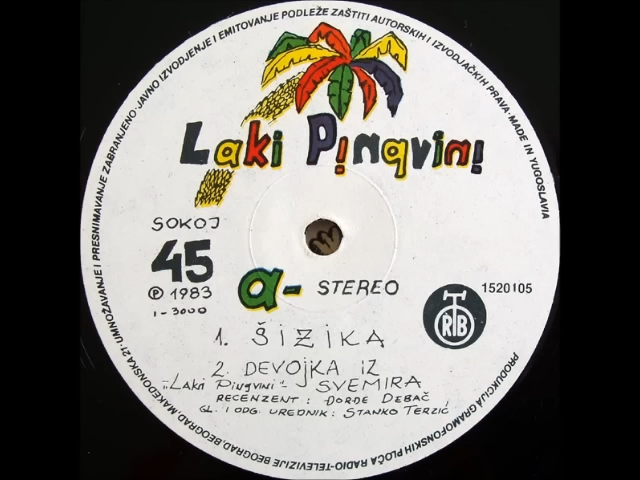 UMNOŽAVANJE I PRESNIMAVANJE ZABRANJENO·JAVNO IZVODJENJE I EMITOVANJE PODLEŽE ZAŠTITI AUTORSKIH I IZVODJAČKIH PRAVA·MADE IN YUGOSLAVIA
Laki Pingvini
SOKOJ
45
℗ 1983
1-3000
a- STEREO
1520105
RTB
1. ŠIZIKA
2. DEVOJKA IZ
„Laki Pingvini"- SVEMIRA
RECENZENT : ĐORĐE DEBAČ
GL. I ODG. UREDNIK: STANKO TERZIĆ
PRODUKCIJA GRAMOFONSKIH PLOČA RADIO-TELEVIZIJE BEOGRAD, BEOGRAD, MAKEDONSKA 21·